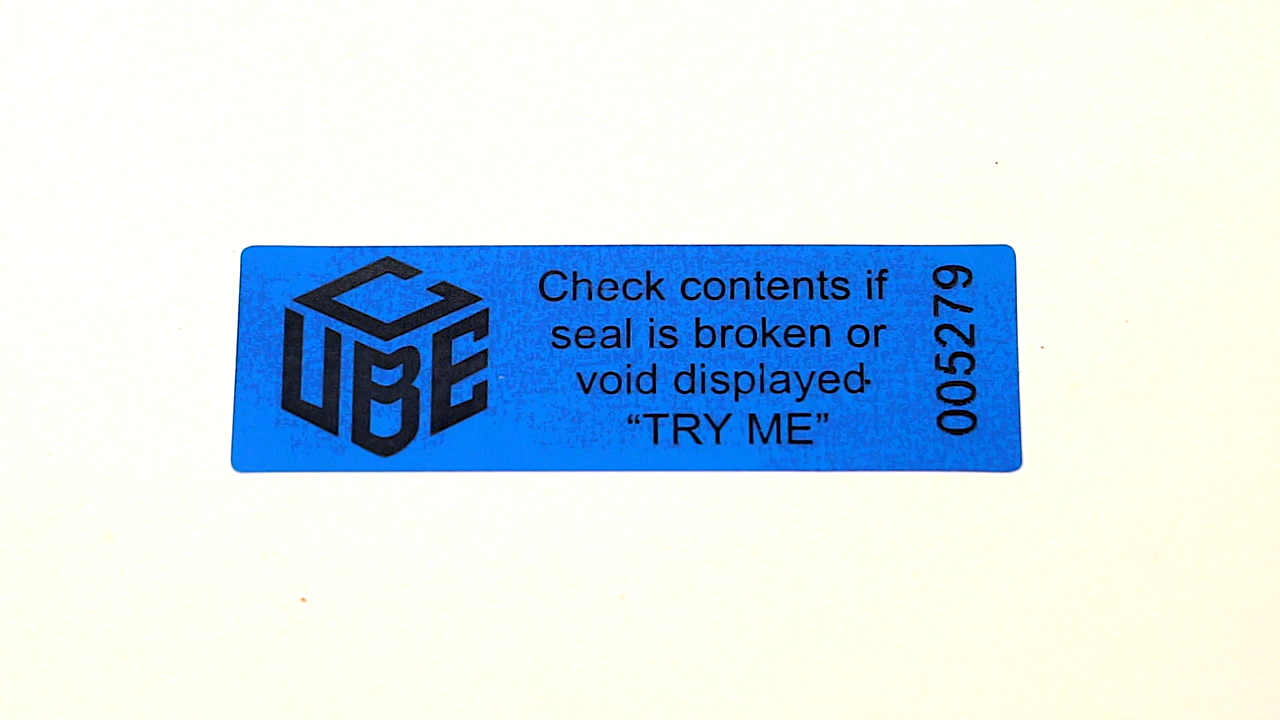 CUBE
Check contents if
seal is broken or
void displayed
“TRY ME”
005279